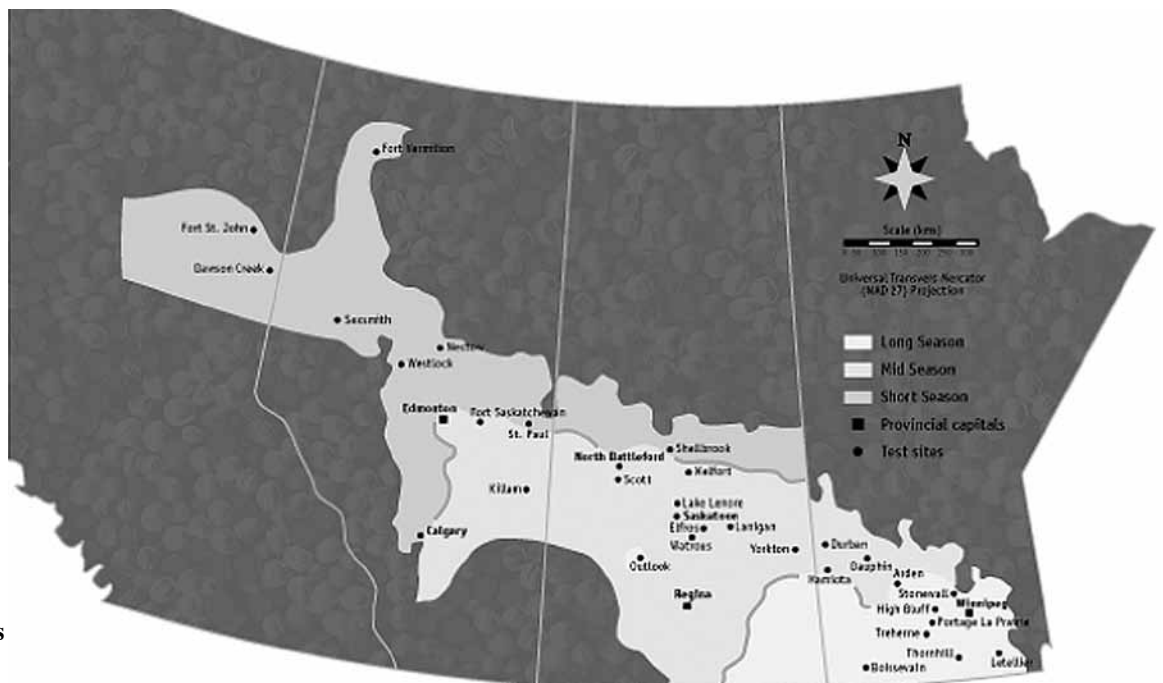 Fort Vermilion
N
Fort St. John
Scale (km)
Dawson Creek
Universal Transvers Mercator
(NAD 27) Projection
Sexsmith
Long Season
Nestow
Westlock
Mid Season
Short Season
Edmonton
Fort Saskatchewan
Provincial capitals
St. Paul
Shellbrook
Test sites
North Battleford
Melfort
Scott
Killam
Lake Lenore
Saskatoon
Elfros
Lanigan
Calgary
Watrous
Yorkton
Durban
Outlook
Dauphin
Hamiota
Arden
Regina
Stonewall
Winnipeg
High Bluff
Portage La Prairie
s
Treherne
Thornhill
Letellier
Boissevain